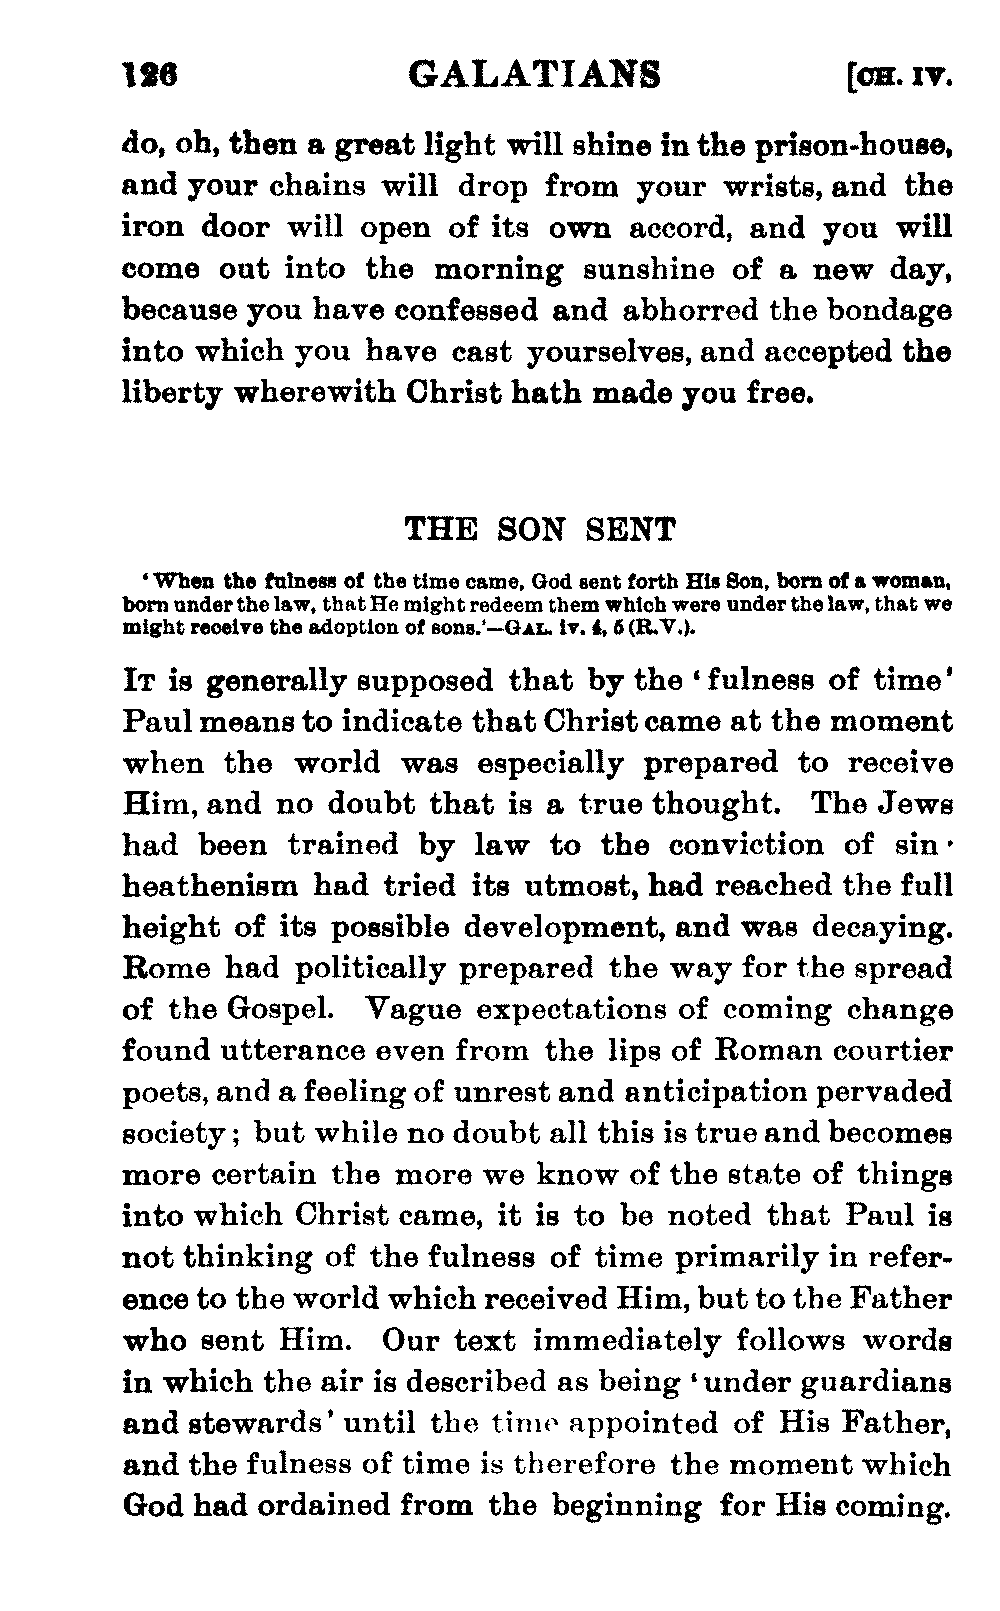 126 GALATIANS [CH. IV.
do, oh, then a great light will shine in the prison-house,
and your chains will drop from your wrists, and the
iron door will open of its own accord, and you will
come out into the morning sunshine of a new day,
because you have confessed and abhorred the bondage
into which you have cast yourselves, and accepted the
liberty wherewith Christ hath made you free.
THE SON SENT
‘When the fulness of the time came, God sent forth His Son, born of a woman,
born under the law, that He might redeem them which were under the law, that we
might receive the adoption of sons.’—GAL. iv. 4, 5 (R.V.).
IT is generally supposed that by the ‘fulness of time’
Paul means to indicate that Christ came at the moment
when the world was especially prepared to receive
Him, and no doubt that is a true thought. The Jews
had been trained by law to the conviction of sin·
heathenism had tried its utmost, had reached the full
height of its possible development, and was decaying.
Rome had politically prepared the way for the spread
of the Gospel. Vague expectations of coming change
found utterance even from the lips of Roman courtier
poets, and a feeling of unrest and anticipation pervaded
society; but while no doubt all this is true and becomes
more certain the more we know of the state of things
into which Christ came, it is to be noted that Paul is
not thinking of the fulness of time primarily in refer-
ence to the world which received Him, but to the Father
who sent Him. Our text immediately follows words
in which the air is described as being ‘under guardians
and stewards’ until the time appointed of His Father,
and the fulness of time is therefore the moment which
God had ordained from the beginning for His coming.